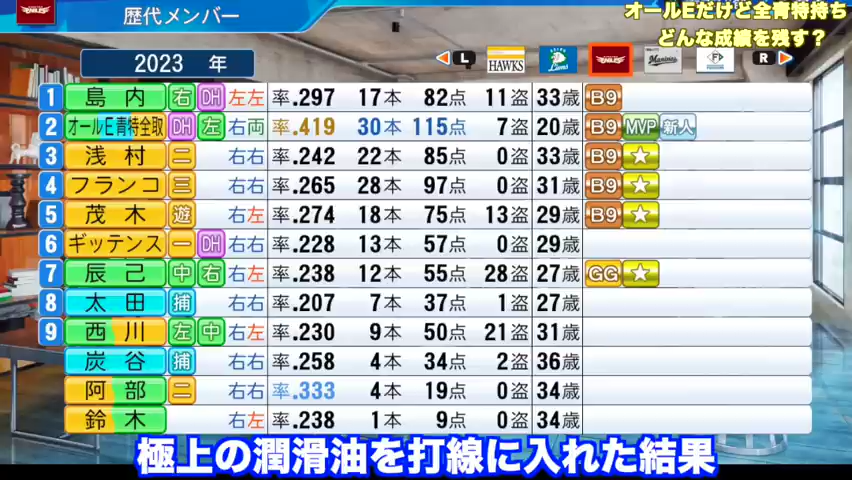 歴代メンバー
オールEだけど全青特持ち
どんな成績を残す?
2023 年
L HAWKS Lions EAGLES Marines F R
1 島内 右 DH 左左 率.297 17本 82点 11盗 33歳 B9
2 オールE青特全取 DH 左 右両 率.419 30本 115点 7盗 20歳 B9 MVP 新人
3 浅村 二 右右 率.242 22本 85点 0盗 33歳 B9 ★
4 フランコ 三 右右 率.265 28本 97点 0盗 31歳 B9 ★
5 茂木 遊 右左 率.274 18本 75点 13盗 29歳 B9 ★
6 ギッテンス 一 DH 右右 率.228 13本 57点 0盗 29歳
7 辰己 中 右 右左 率.238 12本 55点 28盗 27歳 GG ★
8 太田 捕 右右 率.207 7本 37点 1盗 27歳
9 西川 左 中 右左 率.230 9本 50点 21盗 31歳
炭谷 捕 右右 率.258 4本 34点 2盗 36歳
阿部 二 右右 率.333 4本 19点 0盗 34歳
鈴木 右左 率.238 1本 9点 0盗 34歳
極上の潤滑油を打線に入れた結果